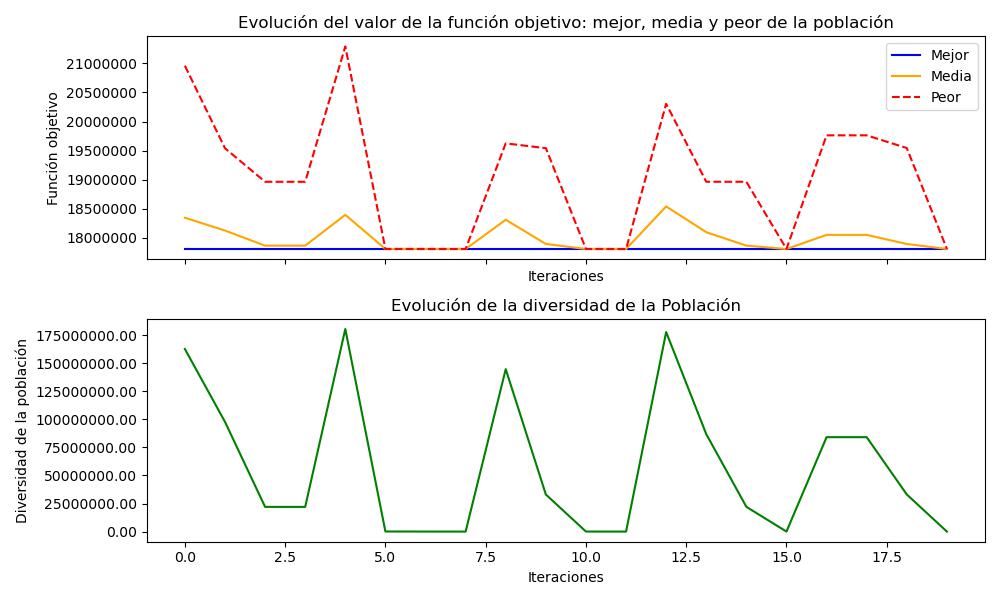 Evolución del valor de la función objetivo: mejor, media y peor de la población
21000000
20500000
20000000
19500000
19000000
18500000
18000000
Función objetivo
Mejor
Media
Peor
Iteraciones
Evolución de la diversidad de la Población
175000000.00
150000000.00
125000000.00
100000000.00
75000000.00
50000000.00
25000000.00
0.00
Diversidad de la población
0.0 2.5 5.0 7.5 10.0 12.5 15.0 17.5
Iteraciones